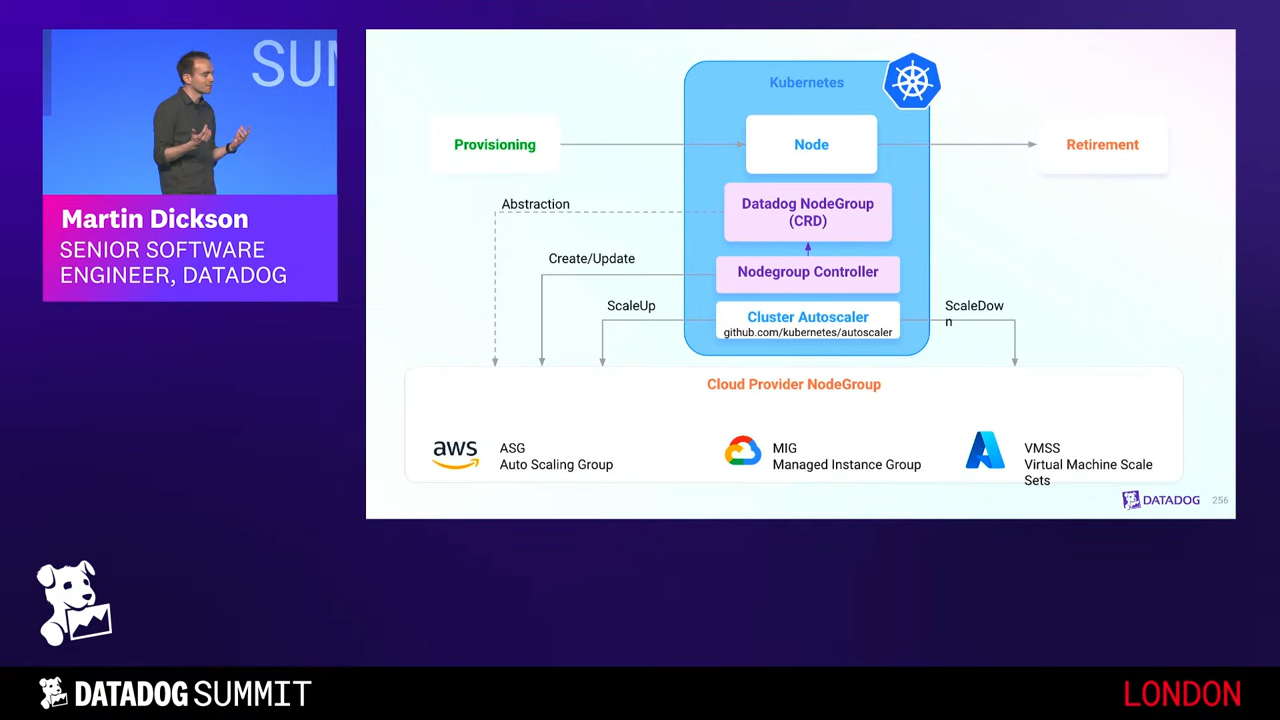 SUM
Martin Dickson
SENIOR SOFTWARE
ENGINEER, DATADOG
Kubernetes
Provisioning
Node
Retirement
Abstraction
Datadog NodeGroup
(CRD)
Create/Update
Nodegroup Controller
ScaleUp
Cluster Autoscaler
github.com/kubernetes/autoscaler
ScaleDow
n
Cloud Provider NodeGroup
aws
ASG
Auto Scaling Group
MIG
Managed Instance Group
VMSS
Virtual Machine Scale
Sets
DATADOG
256
DATADOG SUMMIT
LONDON